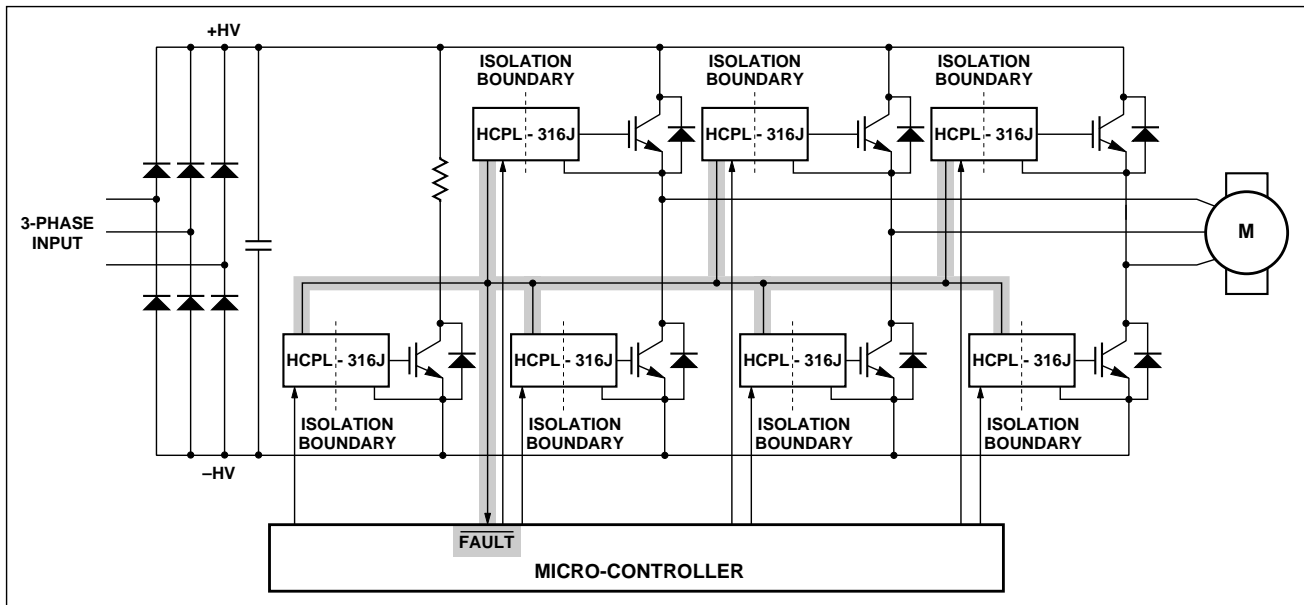 +HV
ISOLATION
BOUNDARY
ISOLATION
BOUNDARY
ISOLATION
BOUNDARY
HCPL - 316J
HCPL - 316J
HCPL - 316J
3-PHASE
INPUT
M
HCPL - 316J
HCPL - 316J
HCPL - 316J
HCPL - 316J
ISOLATION
BOUNDARY
ISOLATION
BOUNDARY
ISOLATION
BOUNDARY
ISOLATION
BOUNDARY
–HV
FAULT
MICRO-CONTROLLER